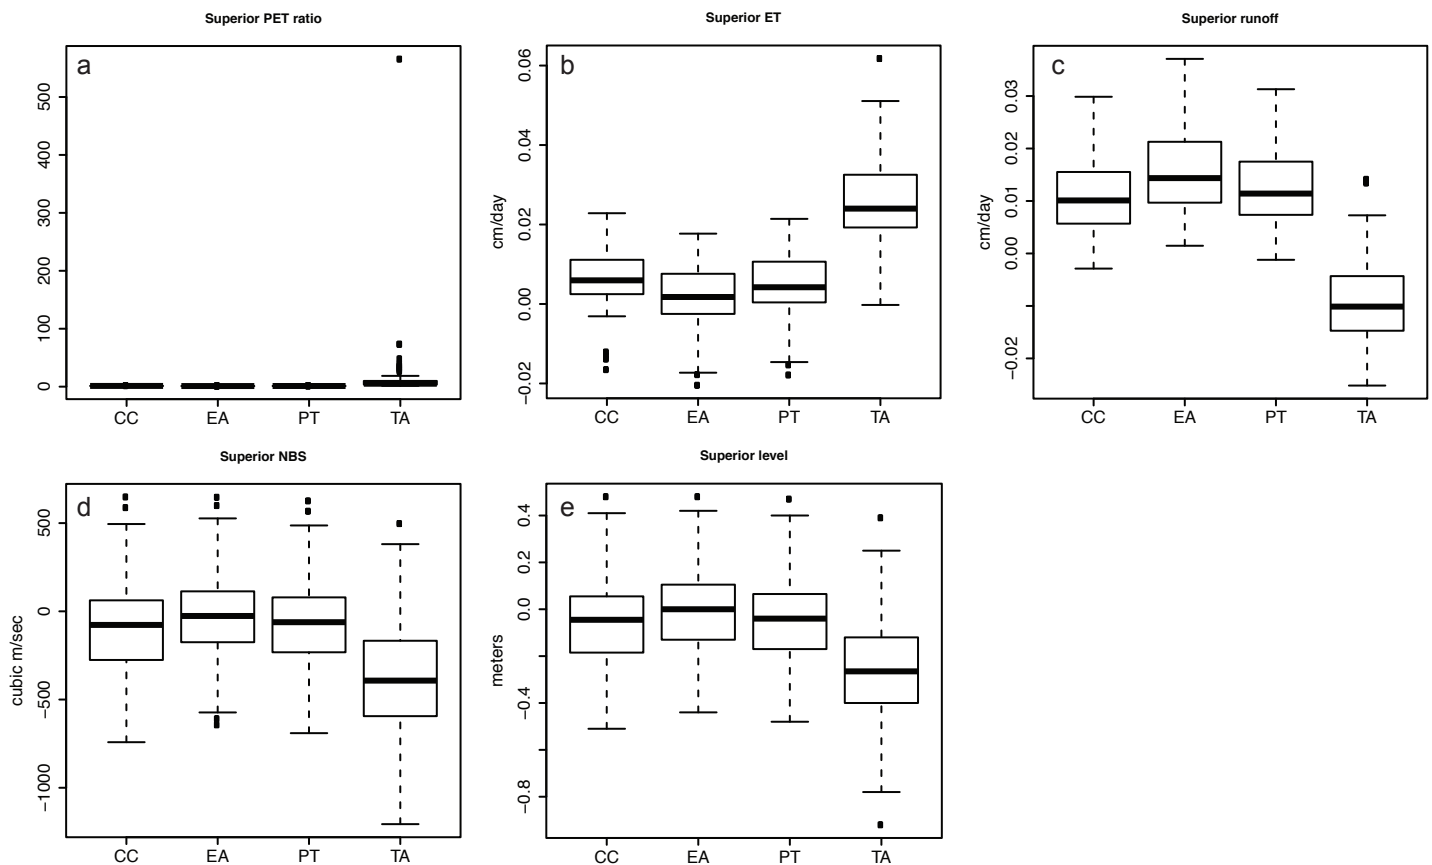 Superior PET ratio
a
500
400
300
200
100
0
CC EA PT TA
Superior ET
b
cm/day
0.06
0.04
0.02
0.00
−0.02
CC EA PT TA
Superior runoff
c
cm/day
0.03
0.02
0.01
0.00
−0.02
CC EA PT TA
Superior NBS
d
cubic m/sec
500
0
−500
−1000
CC EA PT TA
Superior level
e
meters
0.4
0.2
0.0
−0.4
−0.8
CC EA PT TA